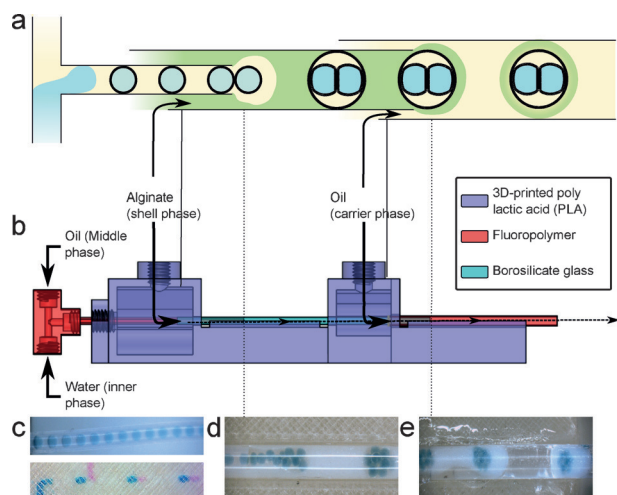 a
Alginate
(shell phase)
Oil
(carrier phase)
3D-printed poly
lactic acid (PLA)
Fluoropolymer
Borosilicate glass
b
Oil (Middle
phase)
Water (inner
phase)
c
d
e